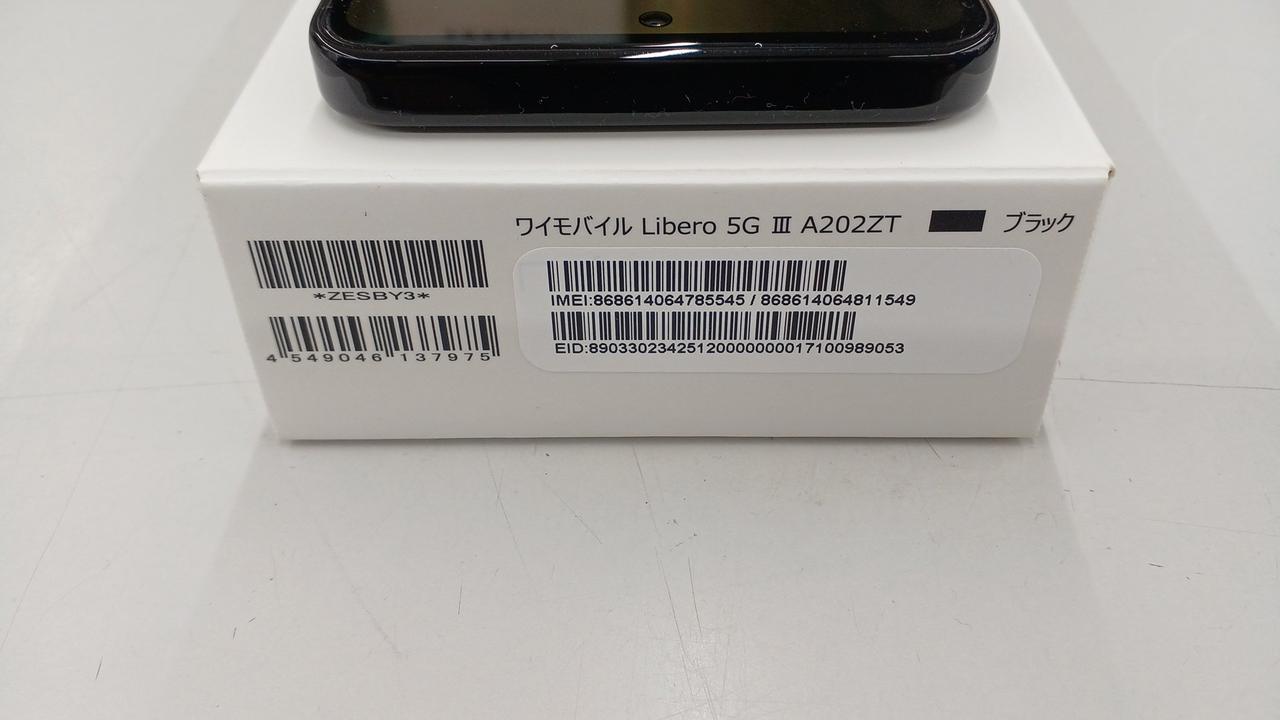 ワイモバイル Libero 5G Ⅲ A202ZT ブラック
*ZESBY3*
4 549046 137975
IMEI:868614064785545 / 868614064811549
EID:89033023425120000000017100989053